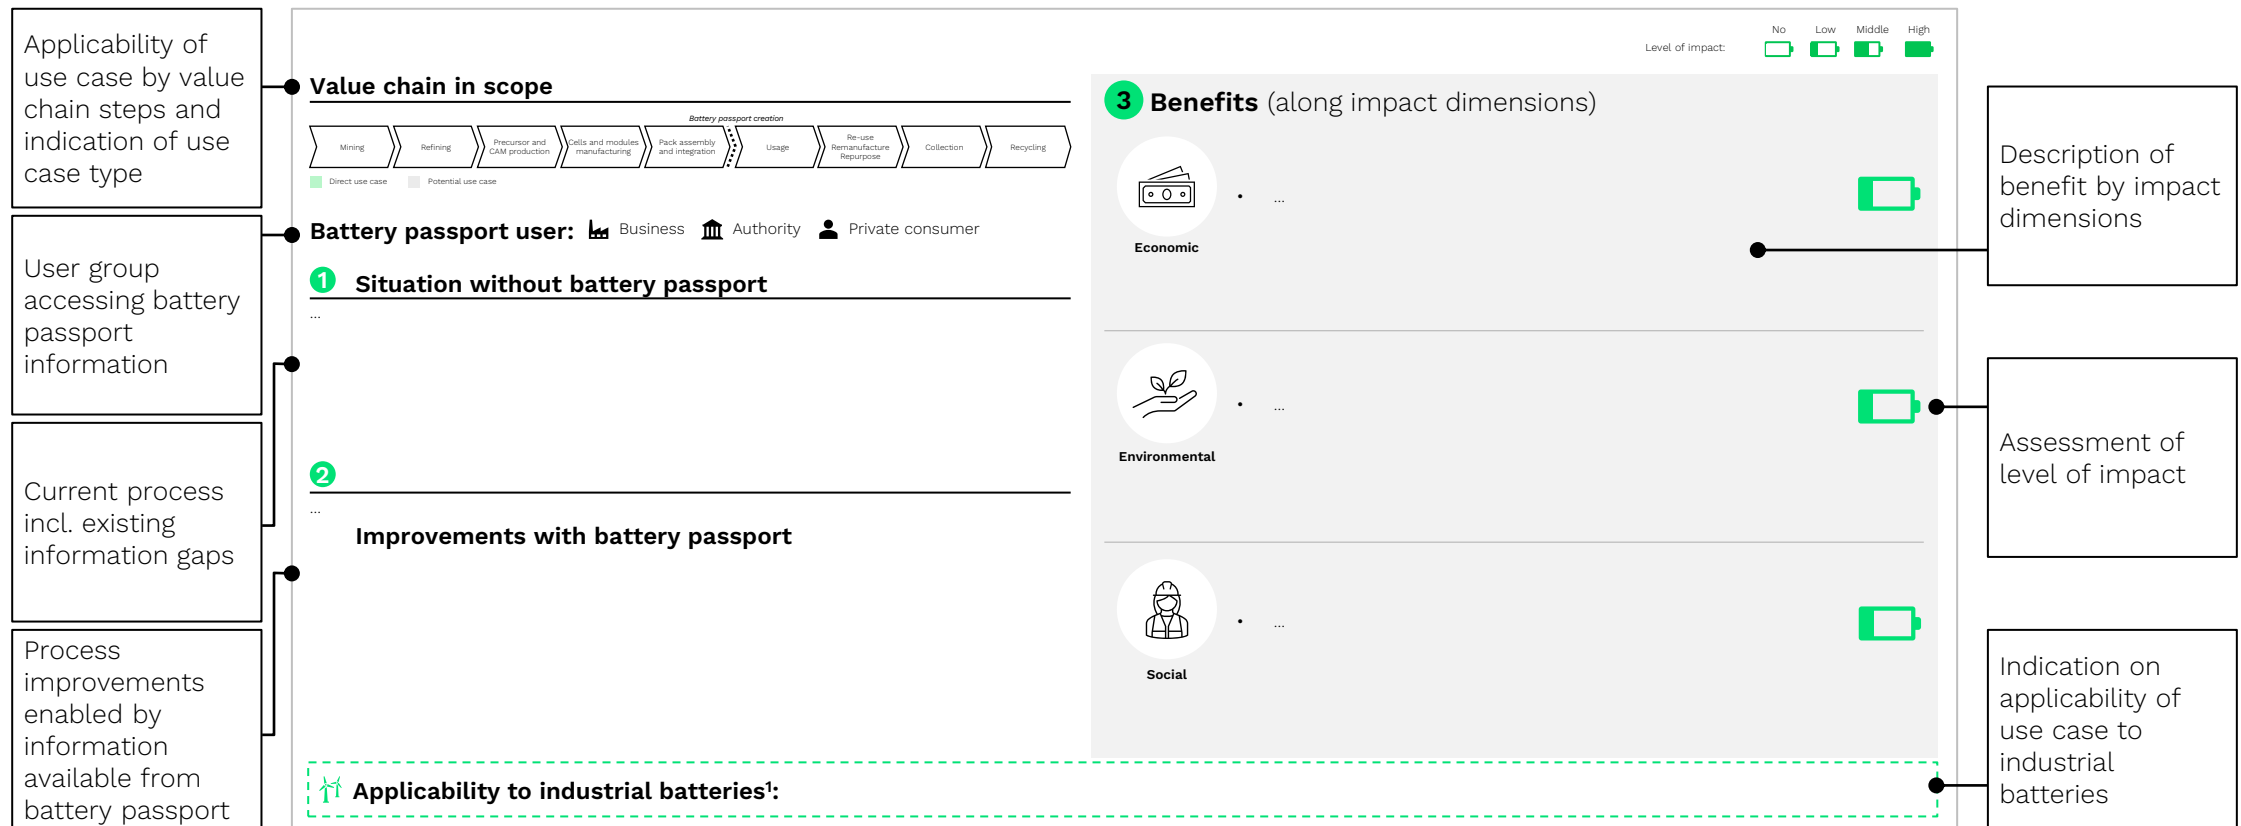 Applicability of
use case by value
chain steps and
indication of use
case type
User group
accessing battery
passport
information
Current process
incl. existing
information gaps
Process
improvements
enabled by
information
available from
battery passport
Value chain in scope
Battery passport creation
Mining
Refining
Precursor and
CAM production
Cells and modules
manufacturing
Pack assembly
and integration
Usage
Re-use
Remanufacture
Repurpose
Collection
Recycling
Direct use case
Potential use case
Battery passport user:
Business
Authority
Private consumer
1
Situation without battery passport
...
2
...
Improvements with battery passport
Level of impact:
No
Low
Middle
High
3 Benefits (along impact dimensions)
• ...
Economic
• ...
Environmental
• ...
Social
Applicability to industrial batteries¹:
Description of
benefit by impact
dimensions
Assessment of
level of impact
Indication on
applicability of
use case to
industrial
batteries